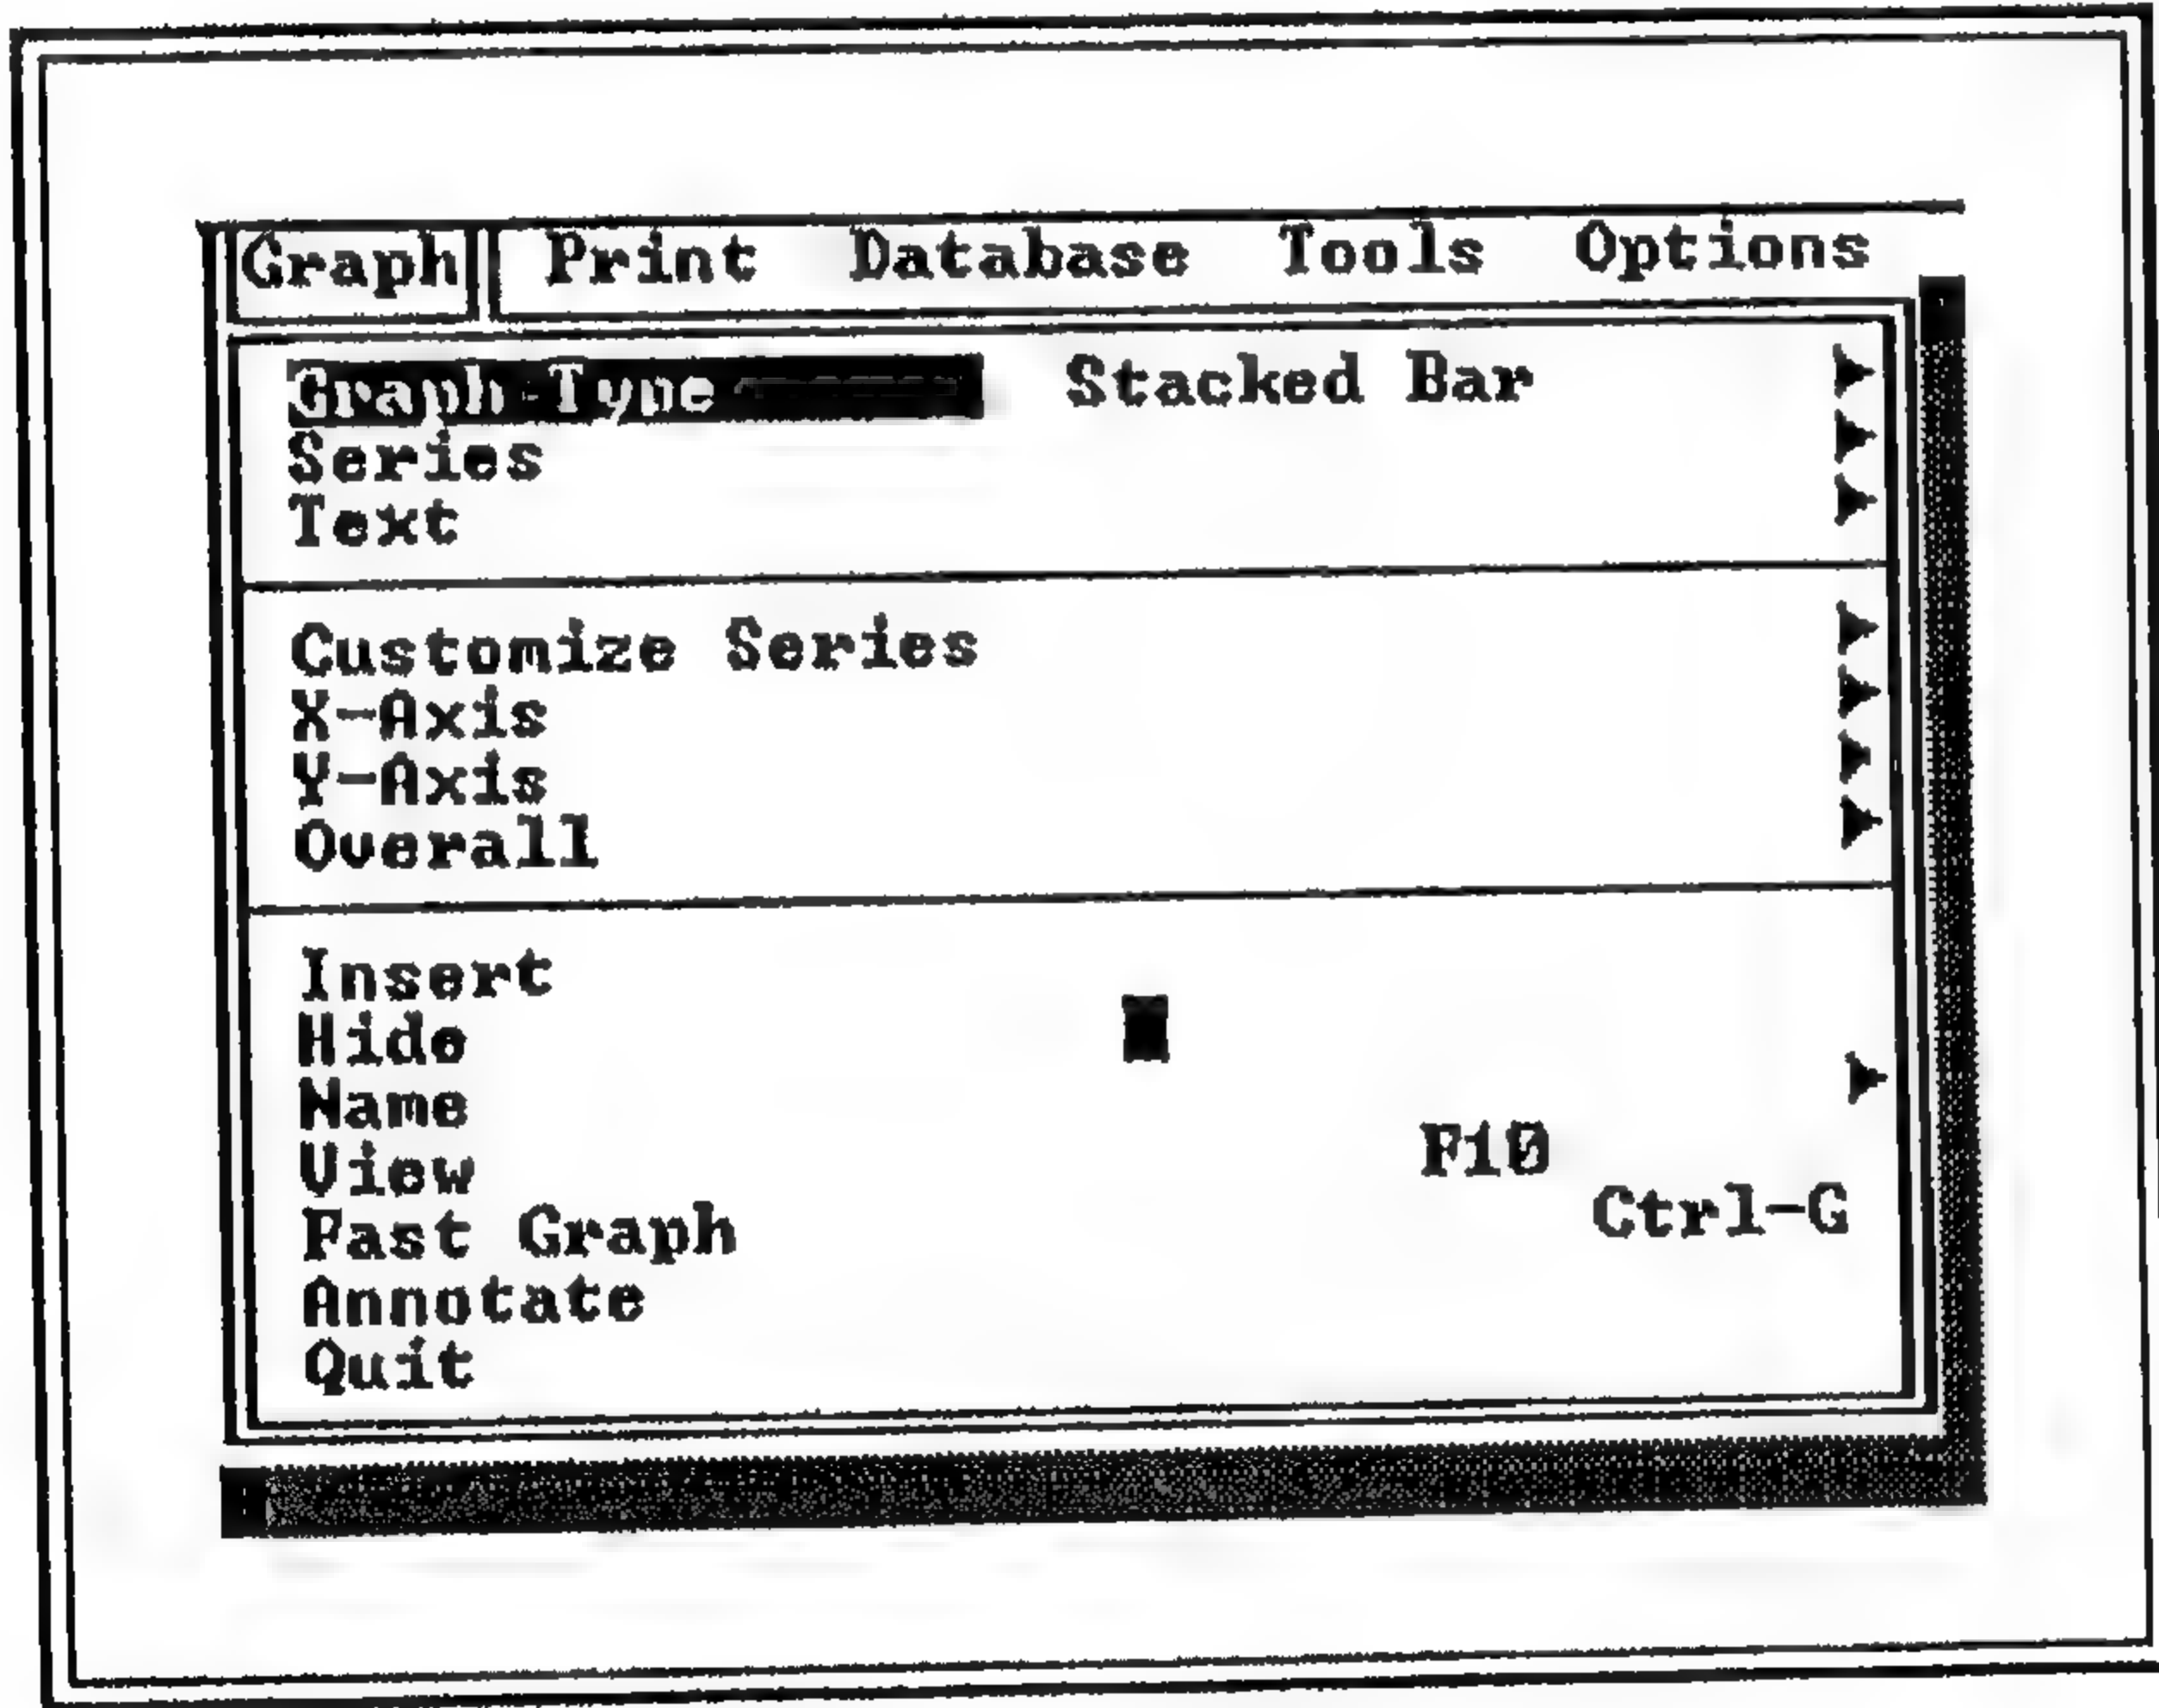 Graph Print Database Tools Options
Graph Type Stacked Bar
Series
Text
Customize Series
X-Axis
Y-Axis
Overall
Insert
Hide
Name
View F10
Fast Graph Ctrl-G
Annotate
Quit